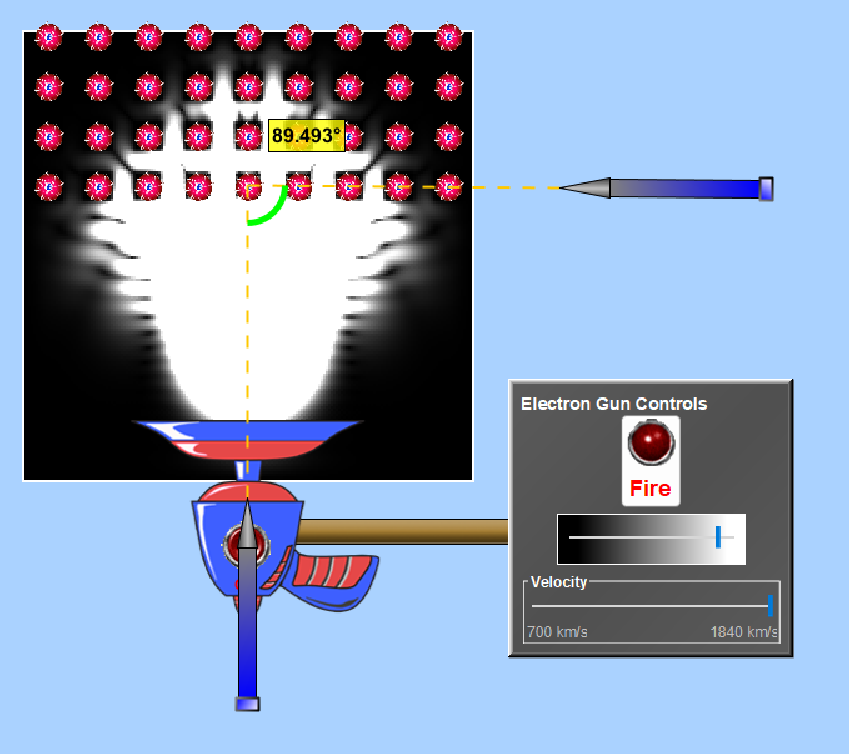 89.493°
Electron Gun Controls
Fire
Velocity
700 km/s 1840 km/s